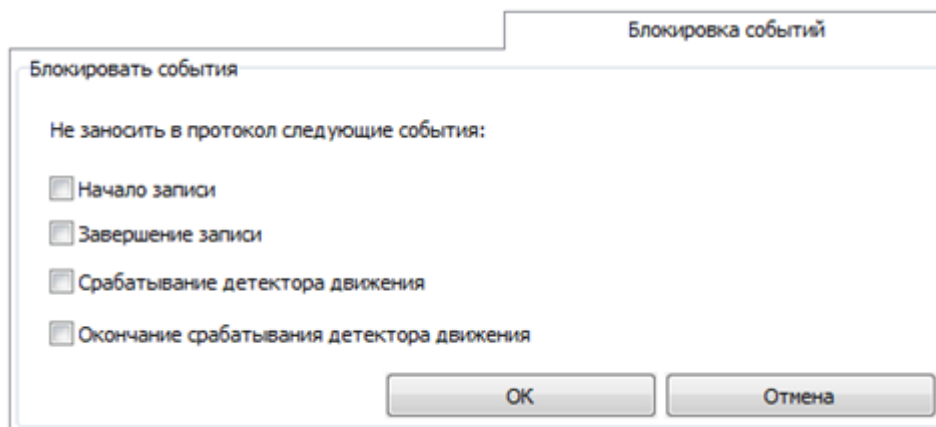 Блокировка событий
Блокировать события
Не заносить в протокол следующие события:
Начало записи
Завершение записи
Срабатывание детектора движения
Окончание срабатывания детектора движения
ОК Отмена